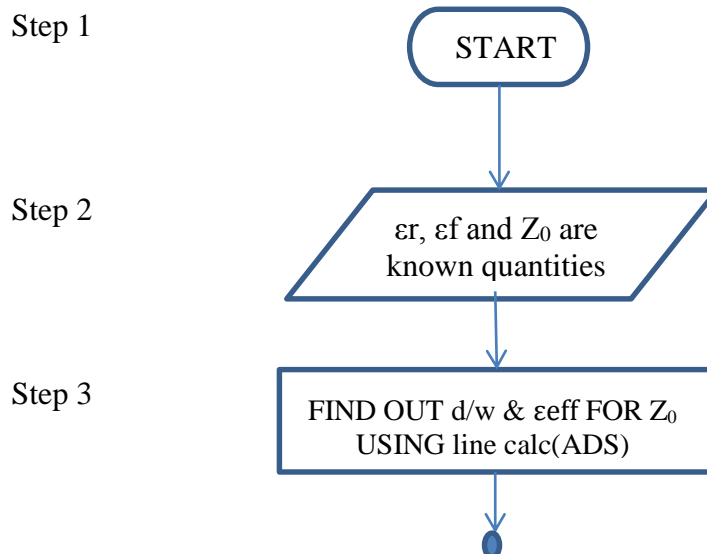 Step 1
START
Step 2
εr, εf and Z₀ are
known quantities
Step 3
FIND OUT d/w & εeff FOR Z₀
USING line calc(ADS)